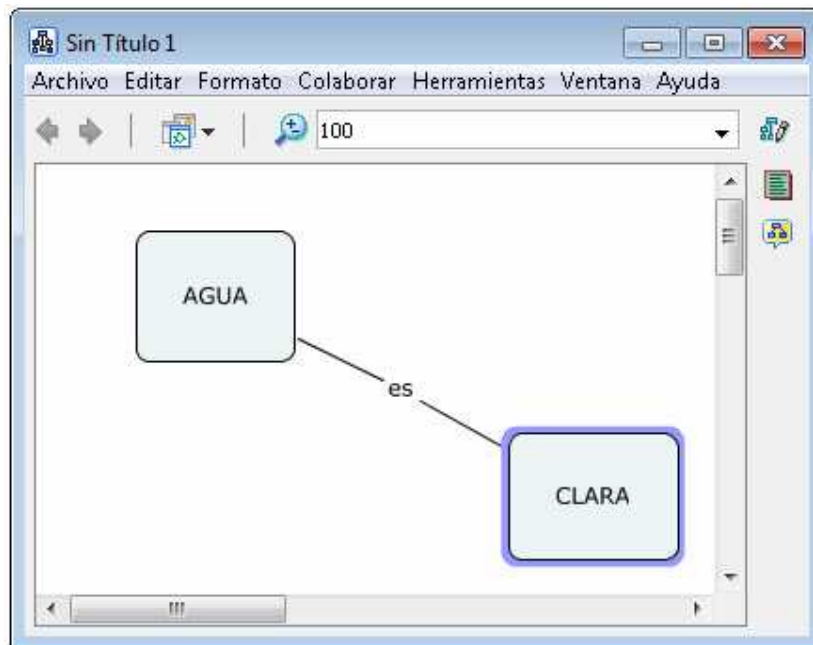 Sin Título 1
Archivo Editar Formato Colaborar Herramientas Ventana Ayuda
100
AGUA
es
CLARA